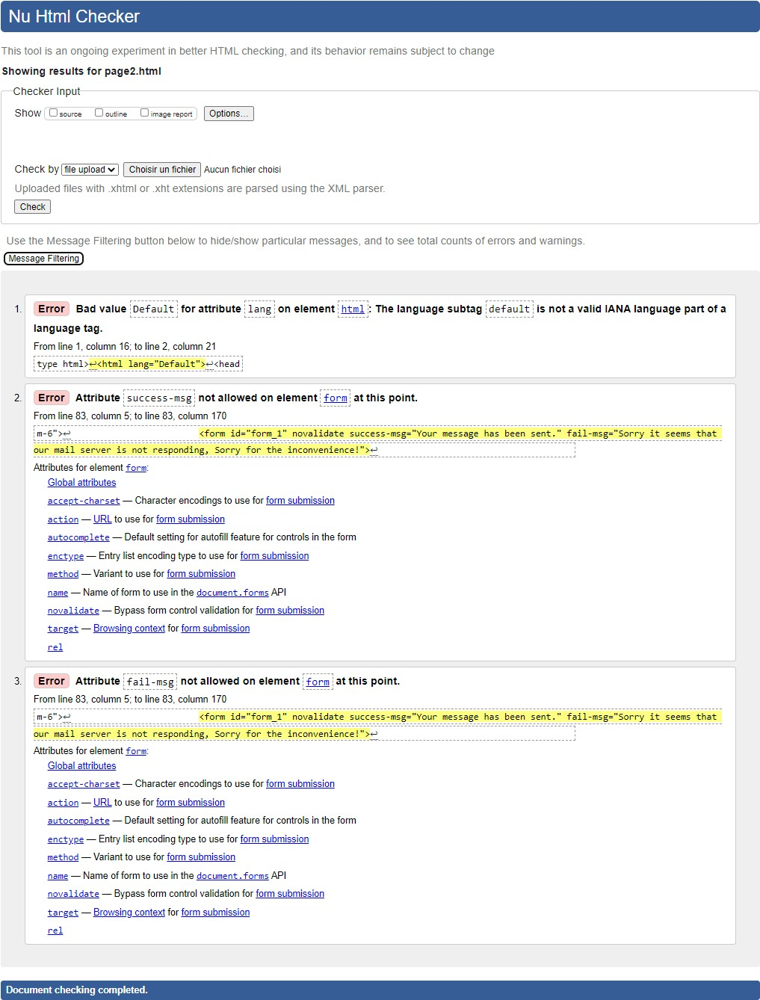 Nu Html Checker
This tool is an ongoing experiment in better HTML checking, and its behavior remains subject to change
Showing results for page2.html
Checker Input
Show source outline image report Options...
Check by file upload Choisir un fichier Aucun fichier choisi
Uploaded files with .xhtml or .xht extensions are parsed using the XML parser.
Check
Use the Message Filtering button below to hide/show particular messages, and to see total counts of errors and warnings.
Message Filtering
1. Error Bad value Default for attribute lang on element html: The language subtag default is not a valid IANA language part of a
language tag.
From line 1, column 16; to line 2, column 21
type html>↩<html lang="Default">↩<head
2. Error Attribute success-msg not allowed on element form at this point.
From line 83, column 5; to line 83, column 170
m-6">↩ <form id="form_1" novalidate success-msg="Your message has been sent." fail-msg="Sorry it seems that
our mail server is not responding, Sorry for the inconvenience!">↩
Attributes for element form:
Global attributes
accept-charset — Character encodings to use for form submission
action — URL to use for form submission
autocomplete — Default setting for autofill feature for controls in the form
enctype — Entry list encoding type to use for form submission
method — Variant to use for form submission
name — Name of form to use in the document.forms API
novalidate — Bypass form control validation for form submission
target — Browsing context for form submission
rel
3. Error Attribute fail-msg not allowed on element form at this point.
From line 83, column 5; to line 83, column 170
m-6">↩ <form id="form_1" novalidate success-msg="Your message has been sent." fail-msg="Sorry it seems that
our mail server is not responding, Sorry for the inconvenience!">↩
Attributes for element form:
Global attributes
accept-charset — Character encodings to use for form submission
action — URL to use for form submission
autocomplete — Default setting for autofill feature for controls in the form
enctype — Entry list encoding type to use for form submission
method — Variant to use for form submission
name — Name of form to use in the document.forms API
novalidate — Bypass form control validation for form submission
target — Browsing context for form submission
rel
Document checking completed.